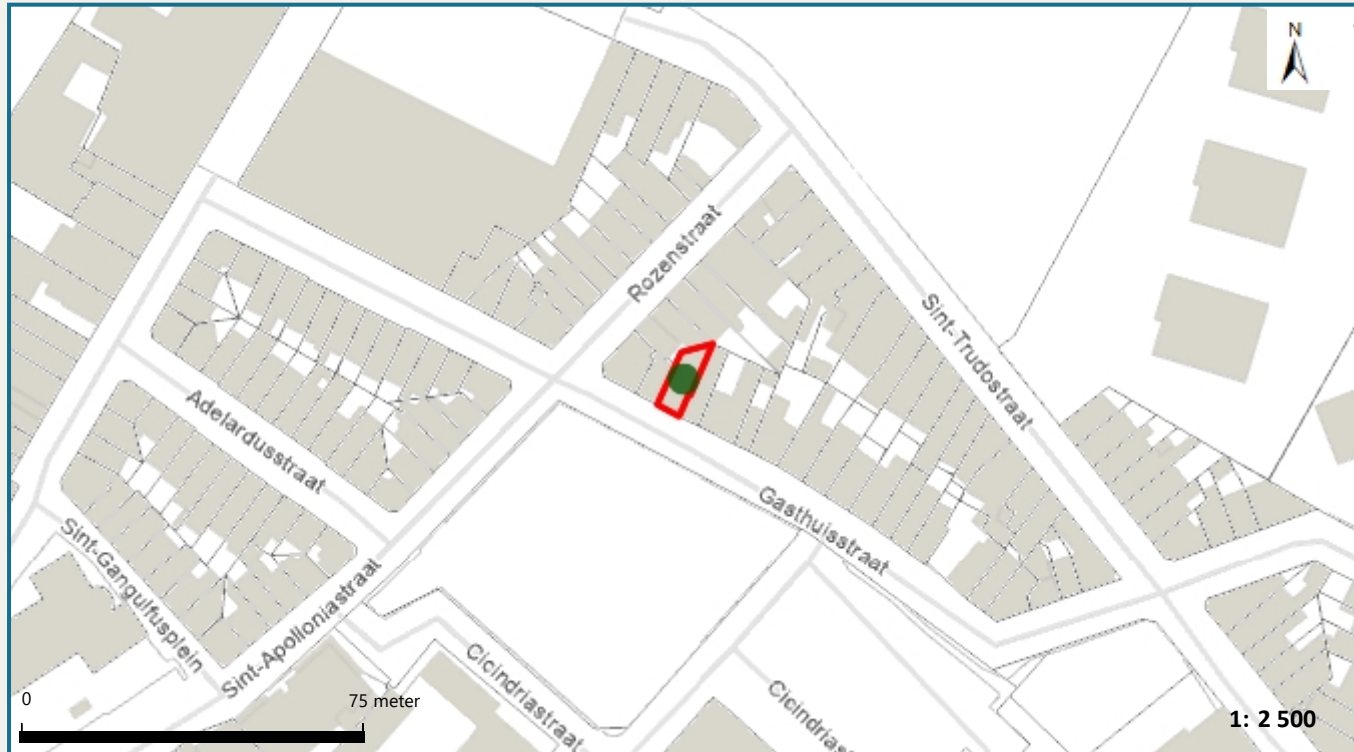 N
Rozenstraat
Sint-Trudostraat
Adelardusstraat
Gasthuisstraat
Sint-Gangulfusplein
Sint-Apolloniastraat
Cicindriastraat
0
75 meter
1: 2 500